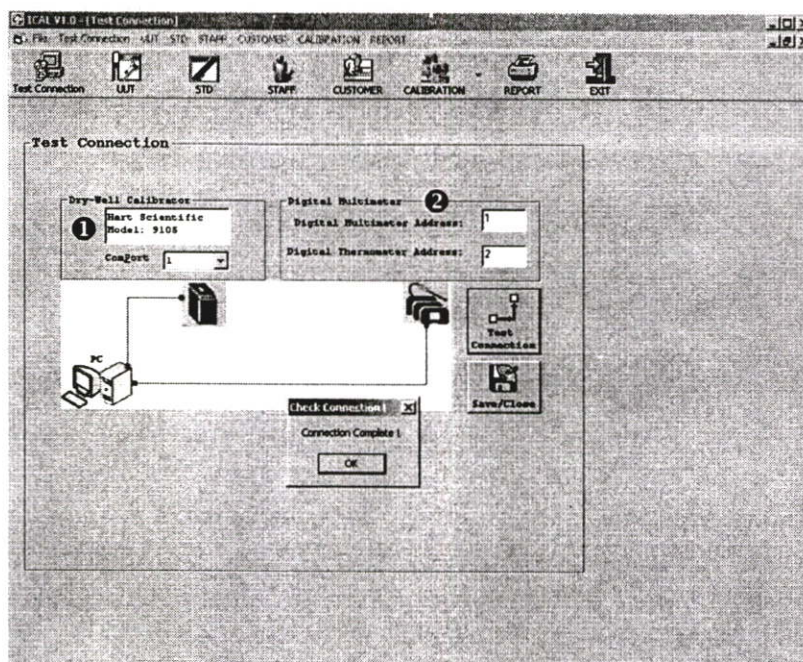 ICAL V1.0 - [Test Connection]
File Test Connection UUT STD STAFF CUSTOMER CALIBRATION REPORT
Test Connection UUT STD STAFF CUSTOMER CALIBRATION REPORT EXIT
Test Connection
Dry-Well Calibrator
1
Hart Scientific
Model: 9105
ComPort 1
Digital Multimeter 2
Digital Multimeter Address: 1
Digital Thermometer Address: 2
PC
Test
Connection
Save/Close
Check Connection !
Connection Complete !
OK